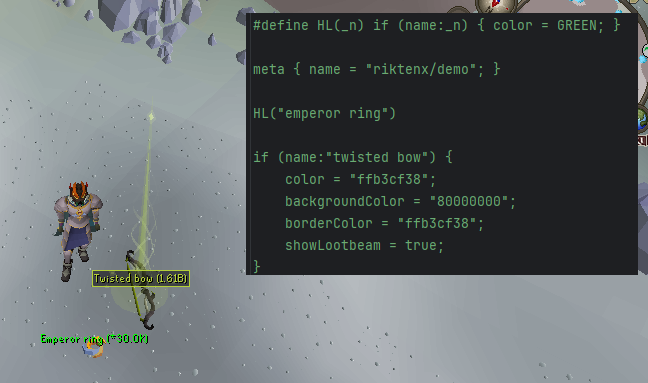 #define HL(_n) if (name:_n) { color = GREEN; }
meta { name = "riktenx/demo"; }
HL("emperor ring")
if (name:"twisted bow") {
color = "ffb3cf38";
backgroundColor = "80000000";
borderColor = "ffb3cf38";
showLootbeam = true;
}
Twisted bow (1.61B)
Emperor ring (*30.0K)